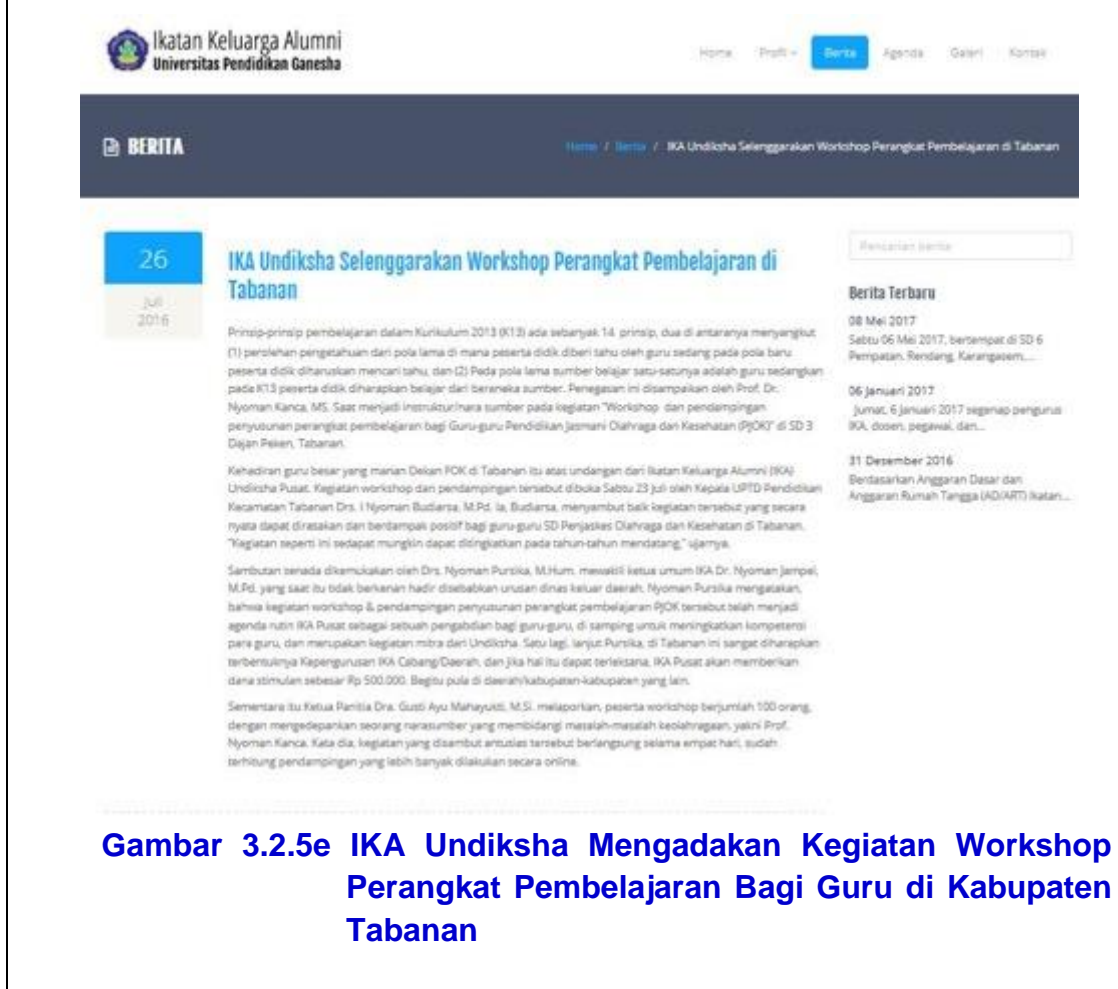 Ikatan Keluarga Alumni
Universitas Pendidikan Ganesha
Home Profil Berita Agenda Galeri Kontak
BERITA
Home / Berita / IKA Undiksha Selenggarakan Workshop Perangkat Pembelajaran di Tabanan
26
Juli
2016
IKA Undiksha Selenggarakan Workshop Perangkat Pembelajaran di
Tabanan
Prinsip-prinsip pembelajaran dalam Kurikulum 2013 (K13) ada sebanyak 14 prinsip, dua di antaranya menyangkut
(1) perolehan pengetahuan dari pola lama di mana peserta didik diberi tahu oleh guru sedang pada pola baru
peserta didik diharuskan mencari tahu, dan (2) Pada pola lama sumber belajar satu-satunya adalah guru sedangkan
pada K13 peserta didik diharapkan belajar dari beraneka sumber. Penegasan ini disampaikan oleh Prof. Dr.
Nyoman Kanca, MS. Saat menjadi instruktur/nara sumber pada kegiatan "Workshop dan pendampingan
penyusunan perangkat pembelajaran bagi Guru-guru Pendidikan Jasmani Olahraga dan Kesehatan (PJOK)" di SD 3
Dajan Peken, Tabanan.
Kehadiran guru besar yang marian Dekan FOK di Tabanan itu atas undangan dari Ikatan Keluarga Alumni (IKA)
Undiksha Pusat. Kegiatan workshop dan pendampingan tersebut dibuka Sabtu 23 Juli oleh Kepala UPTD Pendidikan
Kecamatan Tabanan Drs. I Nyoman Budiarsa, M.Pd. Ia, Budiarsa, menyambut baik kegiatan tersebut yang secara
nyata dapat dirasakan dan berdampak positif bagi guru-guru SD Penjaskes Olahraga dan Kesehatan di Tabanan.
"Kegiatan seperti ini sedapat mungkin dapat ditingkatkan pada tahun-tahun mendatang," ujarnya.
Sambutan senada dikemukakan oleh Drs. Nyoman Pursika, M.Hum. mewakili ketua umum IKA Dr. Nyoman Jampel,
M.Pd. yang saat itu tidak berkenan hadir disebabkan urusan dinas keluar daerah. Nyoman Pursika mengatakan,
bahwa kegiatan workshop & pendampingan penyusunan perangkat pembelajaran PJOK tersebut telah menjadi
agenda rutin IKA Pusat sebagai sebuah pengabdian bagi guru-guru, di samping untuk meningkatkan kompetensi
para guru, dan merupakan kegiatan mitra dari Undiksha. Satu lagi, lanjut Pursika, di Tabanan ini sangat diharapkan
terbentuknya Kepengurusan IKA Cabang/Daerah, dan jika hal itu dapat terleksana, IKA Pusat akan memberikan
dana stimulan sebesar Rp 500.000. Begitu pula di daerah/kabupaten-kabupaten yang lain.
Sementara itu Ketua Panitia Dra. Gusti Ayu Mahayukti, M.Si. melaporkan, peserta workshop berjumlah 100 orang,
dengan mengedepankan seorang narasumber yang membidangi masalah-masalah keolahragaan, yakni Prof.
Nyoman Kanca. Kata dia, kegiatan yang disambut antusias tersebut berlangsung selama empat hari, sudah
terhitung pendampingan yang lebih banyak dilakukan secara online.
Pencarian berita
Berita Terbaru
08 Mei 2017
Sabtu 06 Mei 2017, bertempat di SD 6
Pempatan, Rendang, Karangasem,...
06 Januari 2017
Jumat, 6 Januari 2017 segenap pengurus
IKA, dosen, pegawai, dan...
31 Desember 2016
Berdasarkan Anggaran Dasar dan
Anggaran Rumah Tangga (AD/ART) Ikatan...
Gambar 3.2.5e IKA Undiksha Mengadakan Kegiatan Workshop
Perangkat Pembelajaran Bagi Guru di Kabupaten
Tabanan